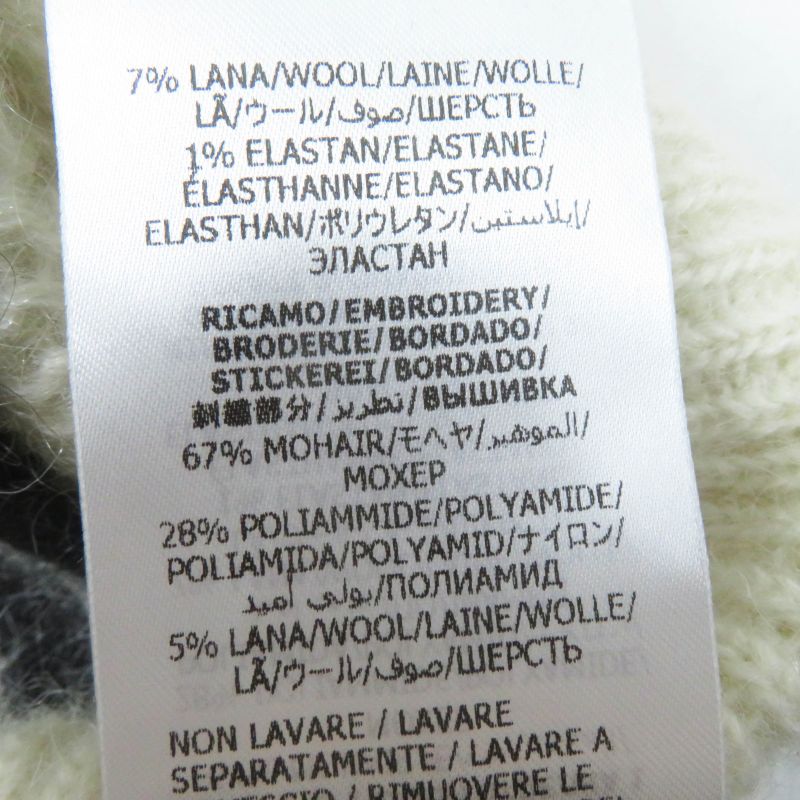 7% LANA/WOOL/LAINE/WOLLE/
LÃ/ウール/صوف/ШЕРСТЬ
1% ELASTAN/ELASTANE/
ÉLASTHANNE/ELASTANO/
ELASTHAN/ポリウレタン/إيلاستين/
ЭЛАСТАН
RICAMO/EMBROIDERY/
BRODERIE/BORDADO/
STICKEREI/BORDADO/
刺繍部分/تطريز/ВЫШИВКА
67% MOHAIR/モヘヤ/الموهير/
МОХЕР
28% POLIAMMIDE/POLYAMIDE/
POLIAMIDA/POLYAMID/ナイロン/
بولي أميد/ПОЛИАМИД
5% LANA/WOOL/LAINE/WOLLE/
LÃ/ウール/صوف/ШЕРСТЬ
NON LAVARE / LAVARE
SEPARATAMENTE / LAVARE A
/ RIMUOVERE LE